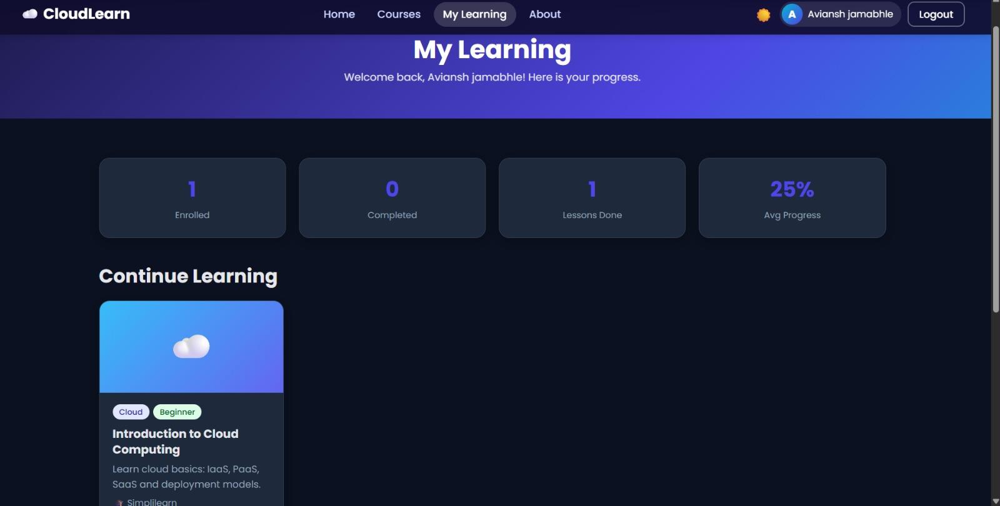 CloudLearn
Home
Courses
My Learning
About
A
Aviansh jamabhle
Logout
My Learning
Welcome back, Aviansh jamabhle! Here is your progress.
1
Enrolled
0
Completed
1
Lessons Done
25%
Avg Progress
Continue Learning
Cloud
Beginner
Introduction to Cloud
Computing
Learn cloud basics: IaaS, PaaS,
SaaS and deployment models.
Simplilearn